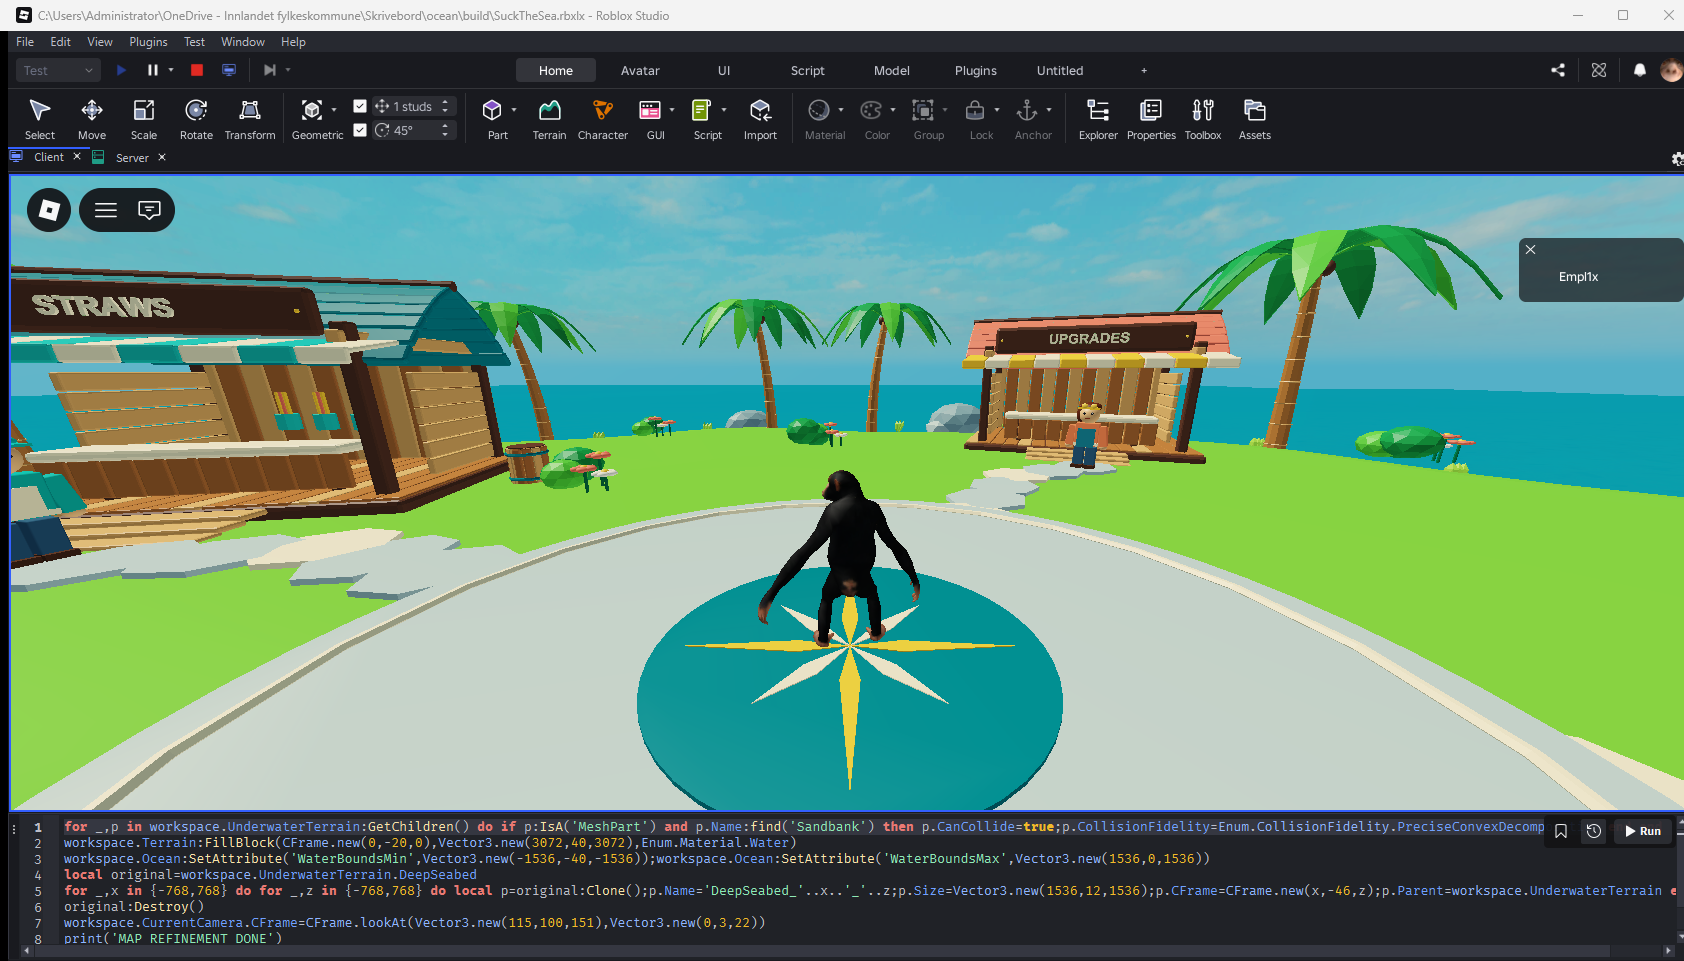 C:\Users\Administrator\OneDrive - Innlandet fylkeskommune\Skrivebord\ocean\build\SuckTheSea.rbxlx - Roblox Studio
File Edit View Plugins Test Window Help
Test Home Avatar UI Script Model Plugins Untitled +
1 studs
45°
Select Move Scale Rotate Transform Geometric Part Terrain Character GUI Script Import Material Color Group Lock Anchor Explorer Properties Toolbox Assets
Client Server
Empl1x
STRAWS
UPGRADES
1 for _,p in workspace.UnderwaterTerrain:GetChildren() do if p:IsA('MeshPart') and p.Name:find('Sandbank') then p.CanCollide=true;p.CollisionFidelity=Enum.CollisionFidelity.PreciseConvexDecomp
Run
2 workspace.Terrain:FillBlock(CFrame.new(0,-20,0),Vector3.new(3072,40,3072),Enum.Material.Water)
3 workspace.Ocean:SetAttribute('WaterBoundsMin',Vector3.new(-1536,-40,-1536));workspace.Ocean:SetAttribute('WaterBoundsMax',Vector3.new(1536,0,1536))
4 local original=workspace.UnderwaterTerrain.DeepSeabed
5 for _,x in {-768,768} do for _,z in {-768,768} do local p=original:Clone();p.Name='DeepSeabed_'..x..'_'..z;p.Size=Vector3.new(1536,12,1536);p.CFrame=CFrame.new(x,-46,z);p.Parent=workspace.UnderwaterTerrain e
6 original:Destroy()
7 workspace.CurrentCamera.CFrame=CFrame.lookAt(Vector3.new(115,100,151),Vector3.new(0,3,22))
8 print('MAP REFINEMENT DONE')